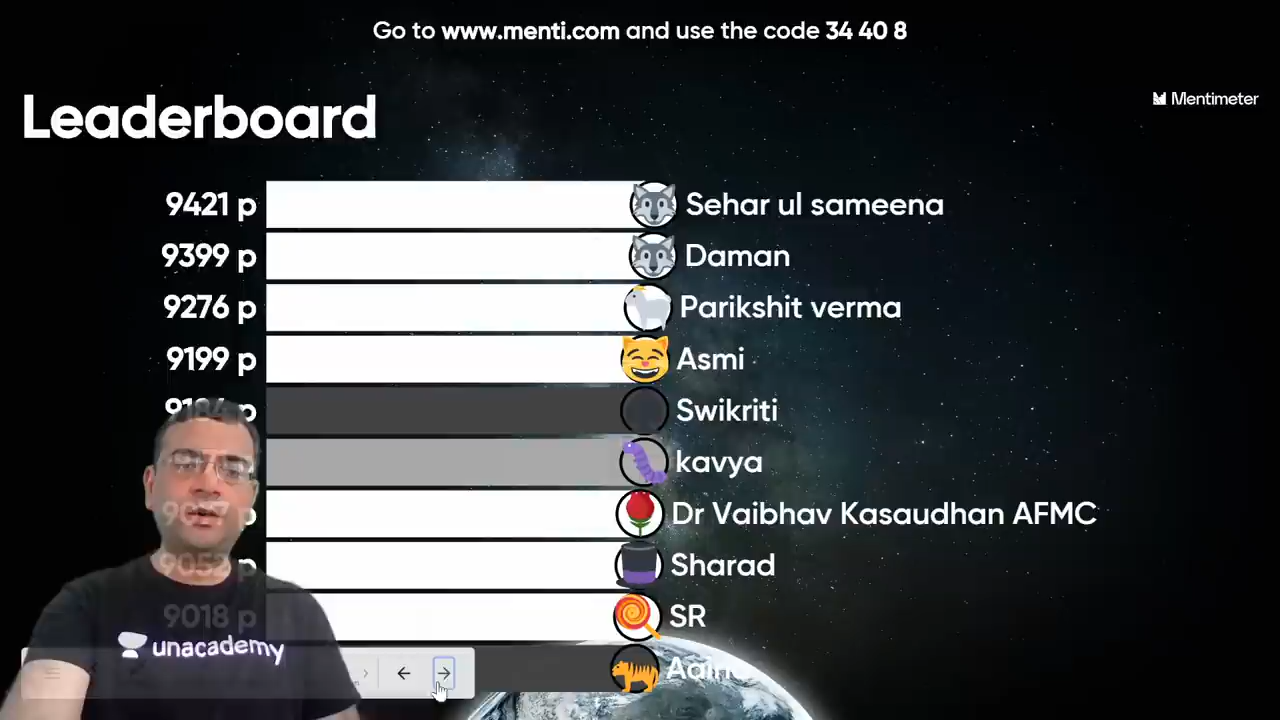 Go to www.menti.com and use the code 34 40 8
Leaderboard
Mentimeter
9421 p Sehar ul sameena
9399 p Daman
9276 p Parikshit verma
9199 p Asmi
Swikriti
kavya
Dr Vaibhav Kasaudhan AFMC
9052 p Sharad
9018 p SR
unacademy